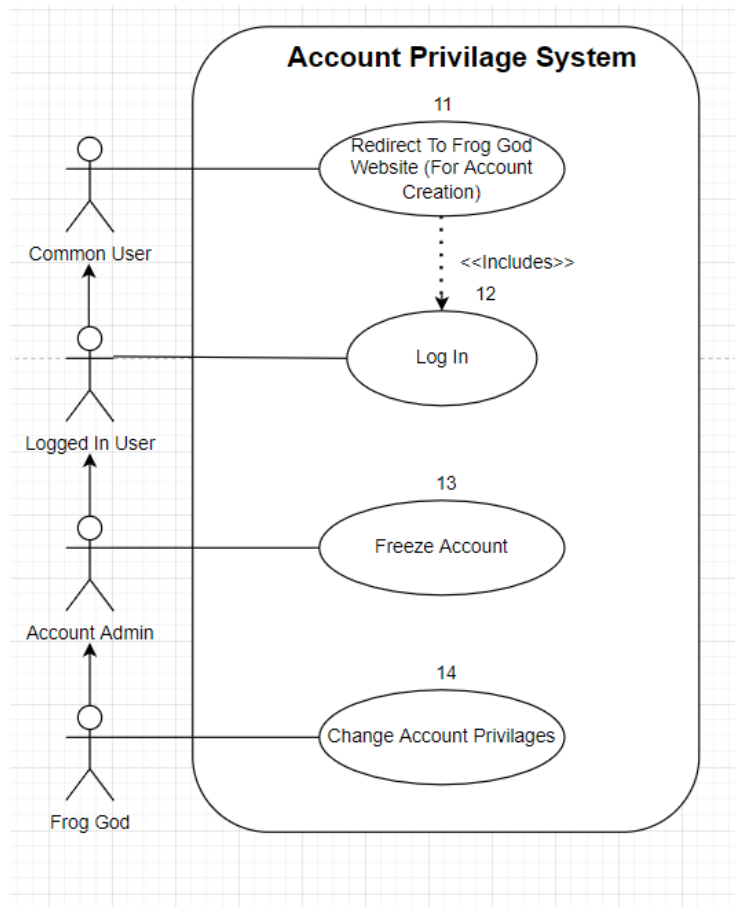 Account Privilage System
11
Redirect To Frog God
Website (For Account
Creation)
Common User
<<Includes>>
12
Log In
Logged In User
13
Freeze Account
Account Admin
14
Change Account Privilages
Frog God